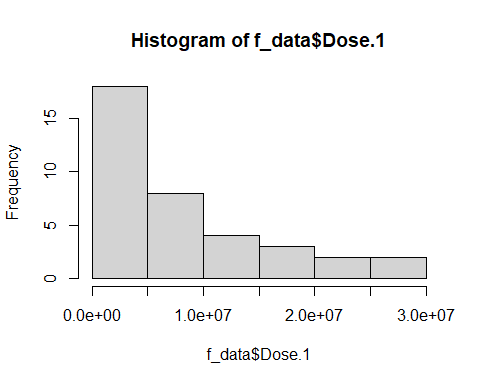 Histogram of f_data$Dose.1
Frequency
15
10
5
0
0.0e+00 1.0e+07 2.0e+07 3.0e+07
f_data$Dose.1